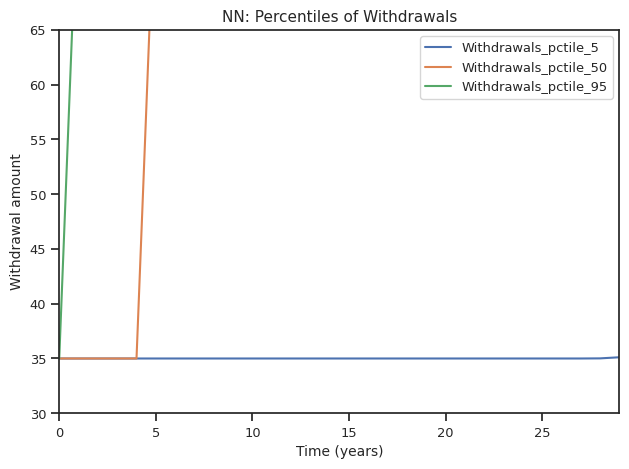 NN: Percentiles of Withdrawals
Withdrawals_pctile_5
Withdrawals_pctile_50
Withdrawals_pctile_95
Withdrawal amount
65
60
55
50
45
40
35
30
0 5 10 15 20 25
Time (years)